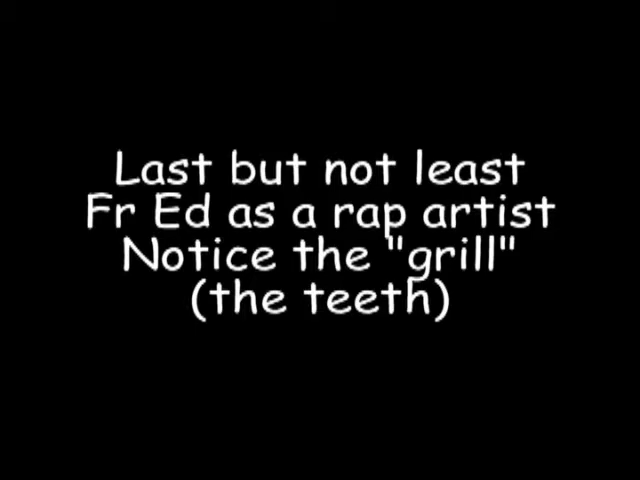 Last but not least
Fr Ed as a rap artist
Notice the "grill"
(the teeth)